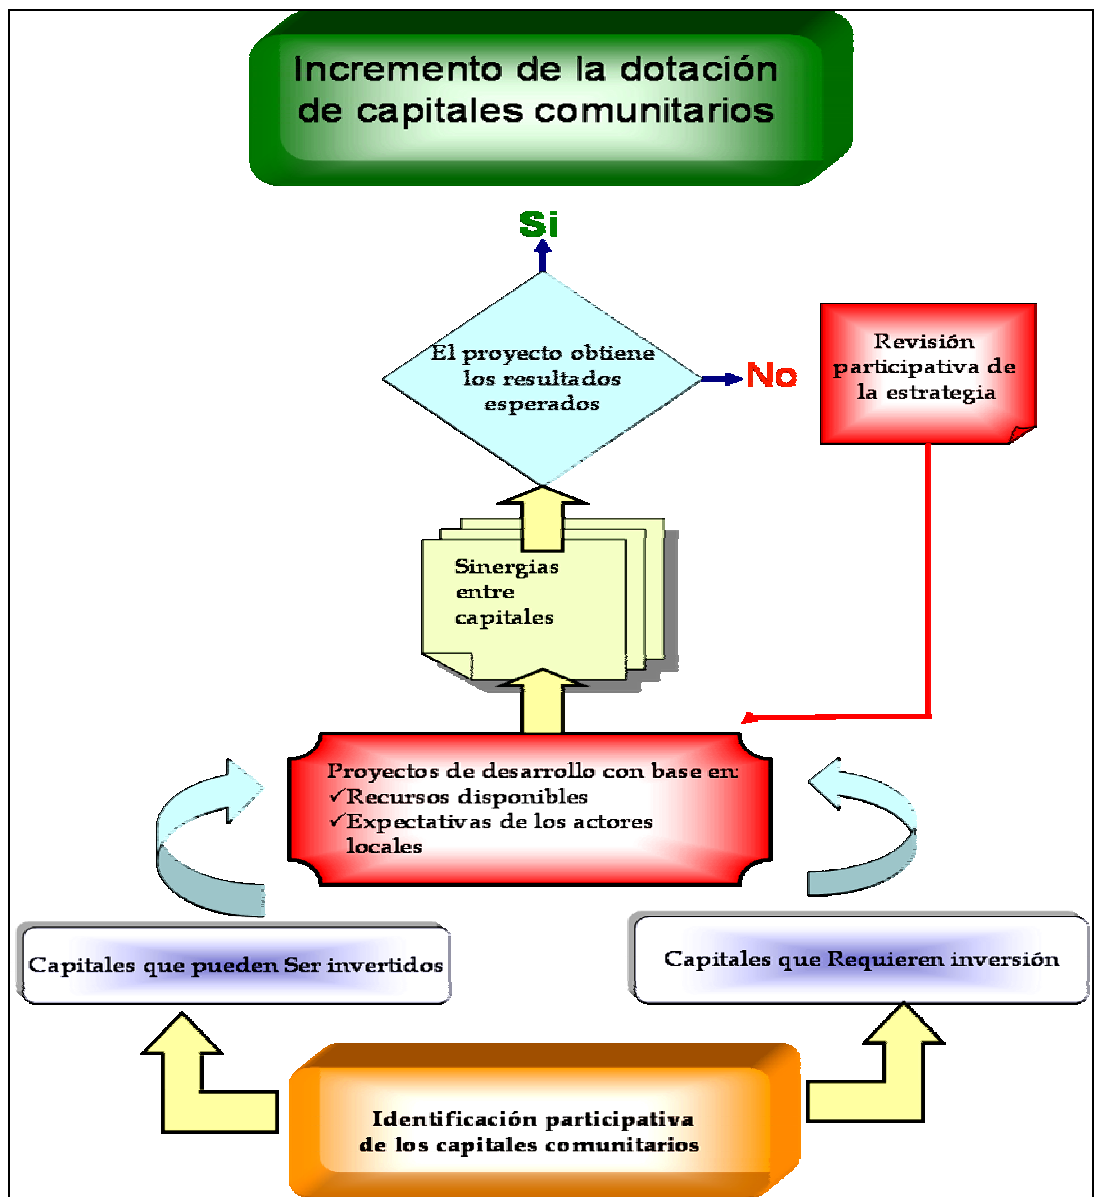 Incremento de la dotación
de capitales comunitarios
Si
El proyecto obtiene
los resultados
esperados
No
Revisión
participativa de
la estrategia
Sinergias
entre
capitales
Proyectos de desarrollo con base en:
✓Recursos disponibles
✓Expectativas de los actores
locales
Capitales que pueden Ser invertidos
Capitales que Requieren inversión
Identificación participativa
de los capitales comunitarios